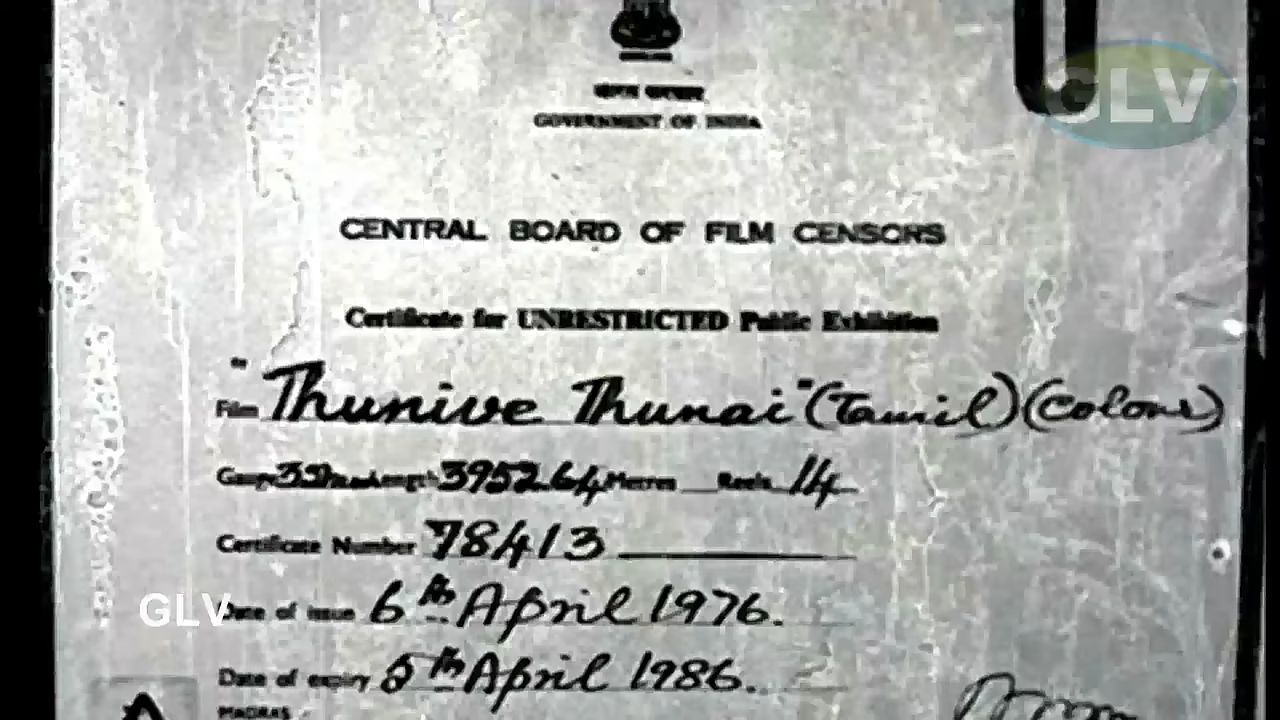 GLV
भारत सरकार
GOVERNMENT OF INDIA
CENTRAL BOARD OF FILM CENSORS
Certificate for UNRESTRICTED Public Exhibition
Film "Thunive Thunai" (Tamil) (Colour)
Gauge 35mm Length 3952.64 Metres Reels 14
Certificate Number 78413
GLV
Date of issue 6th April 1976.
Date of expiry 5th April 1986.
MADRAS